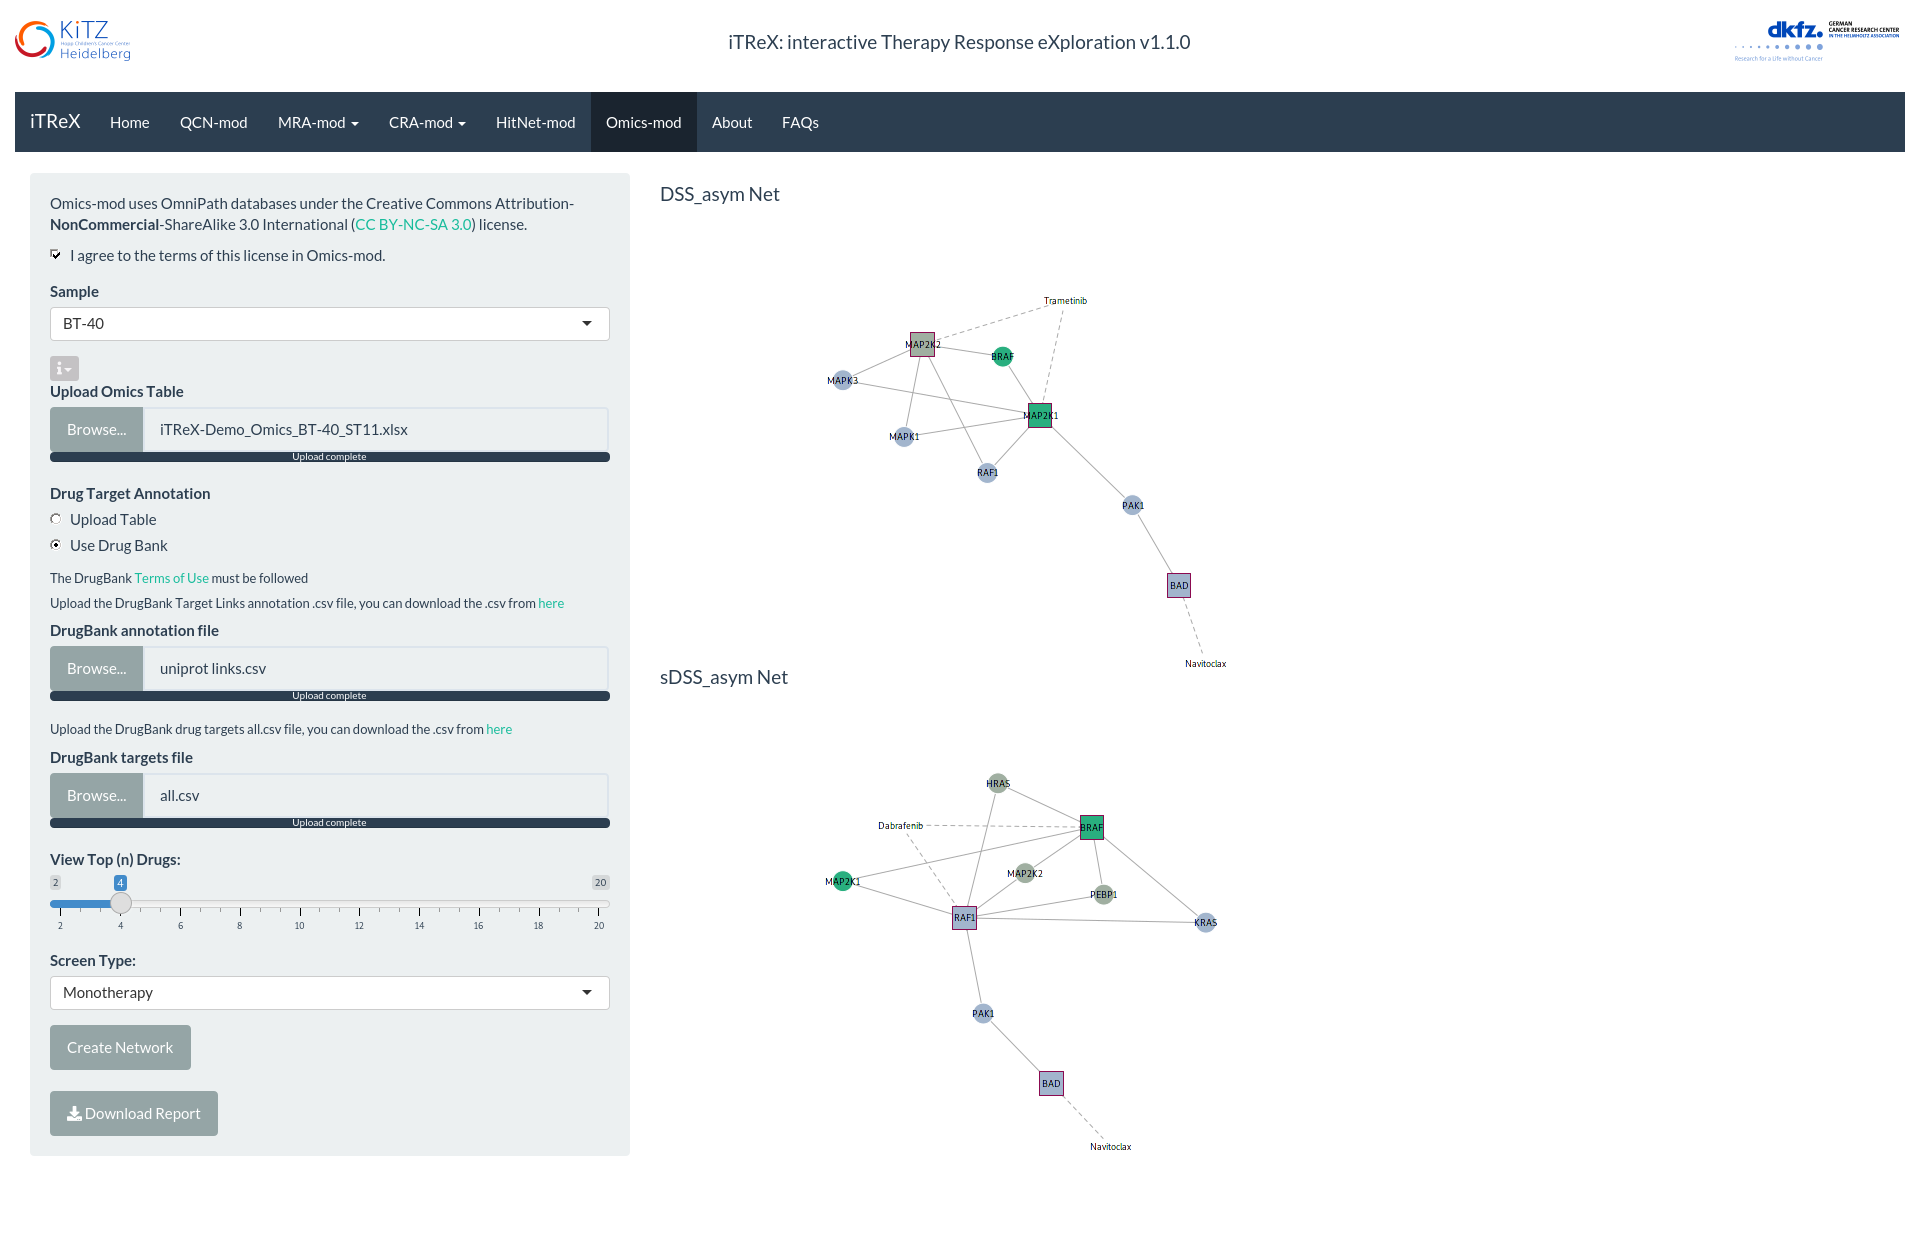 KiTZ
Hopp Children's Cancer Center
Heidelberg
iTReX: interactive Therapy Response eXploration v1.1.0
dkfz.
GERMAN
CANCER RESEARCH CENTER
IN THE HELMHOLTZ ASSOCIATION
Research for a Life without Cancer
iTReX Home QCN-mod MRA-mod CRA-mod HitNet-mod Omics-mod About FAQs
Omics-mod uses OmniPath databases under the Creative Commons Attribution-
NonCommercial-ShareAlike 3.0 International (CC BY-NC-SA 3.0) license.
I agree to the terms of this license in Omics-mod.
Sample
BT-40
i
Upload Omics Table
Browse... iTReX-Demo_Omics_BT-40_ST11.xlsx
Upload complete
Drug Target Annotation
Upload Table
Use Drug Bank
The DrugBank Terms of Use must be followed
Upload the DrugBank Target Links annotation .csv file, you can download the .csv from here
DrugBank annotation file
Browse... uniprot links.csv
Upload complete
Upload the DrugBank drug targets all.csv file, you can download the .csv from here
DrugBank targets file
Browse... all.csv
Upload complete
View Top (n) Drugs:
2 4 20
2 4 6 8 10 12 14 16 18 20
Screen Type:
Monotherapy
Create Network
Download Report
DSS_asym Net
Trametinib
MAP2K2
BRAF
MAPK3
MAP2K1
MAPK1
RAF1
PAK1
BAD
Navitoclax
sDSS_asym Net
HRAS
Dabrafenib
BRAF
MAP2K2
MAP2K1
PEBP1
RAF1
KRAS
PAK1
BAD
Navitoclax